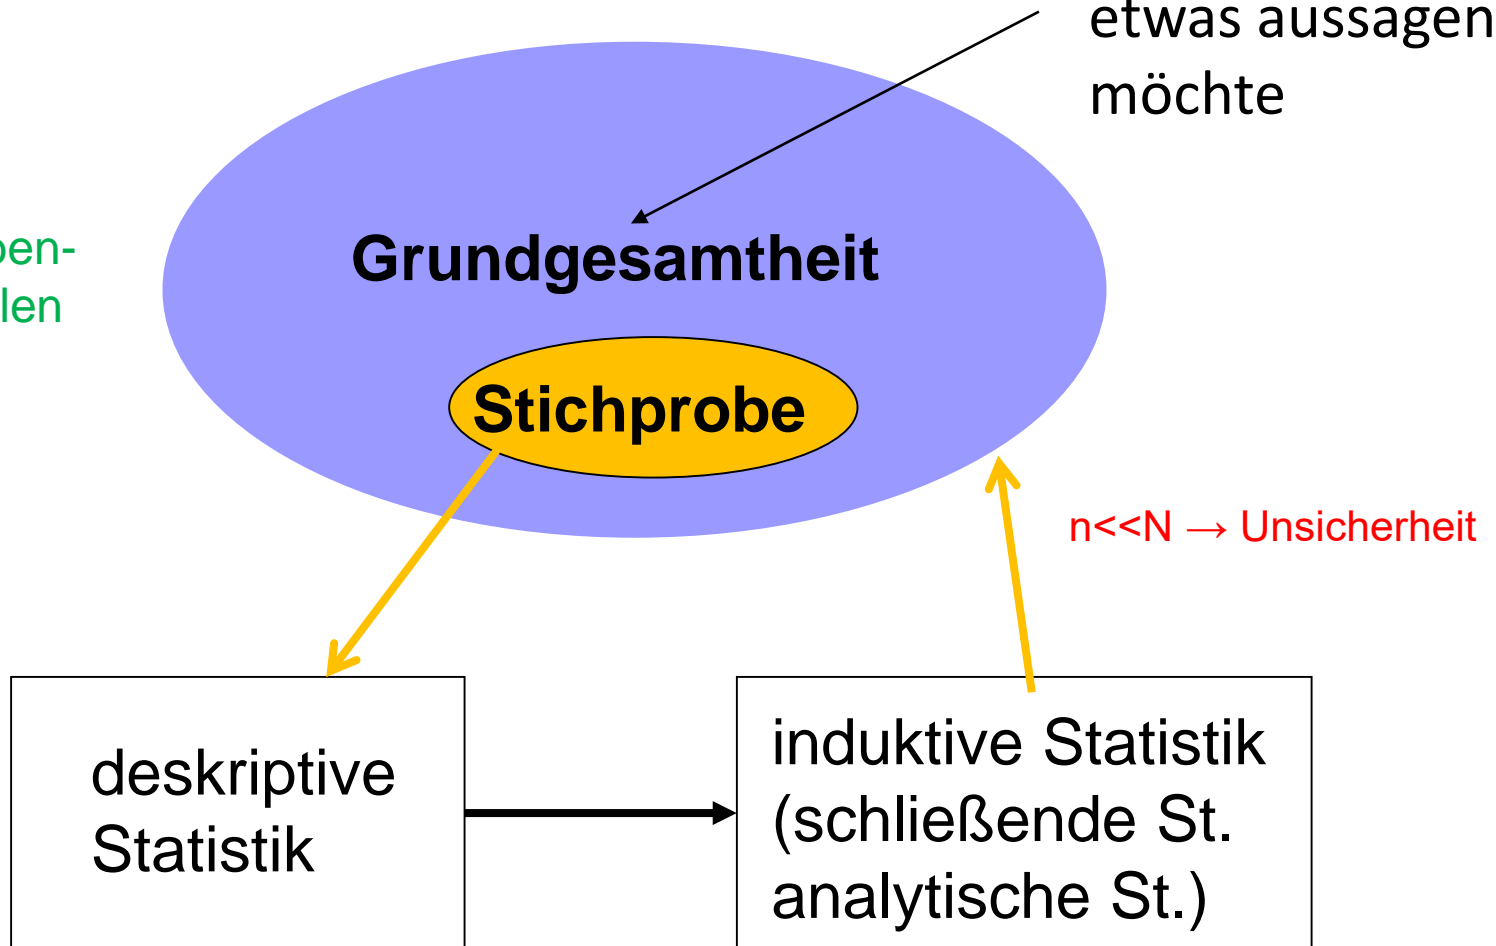 etwas aussagen
möchte
Grundgesamtheit
Stichprobe
n<<N → Unsicherheit
deskriptive
Statistik
induktive Statistik
(schließende St.
analytische St.)